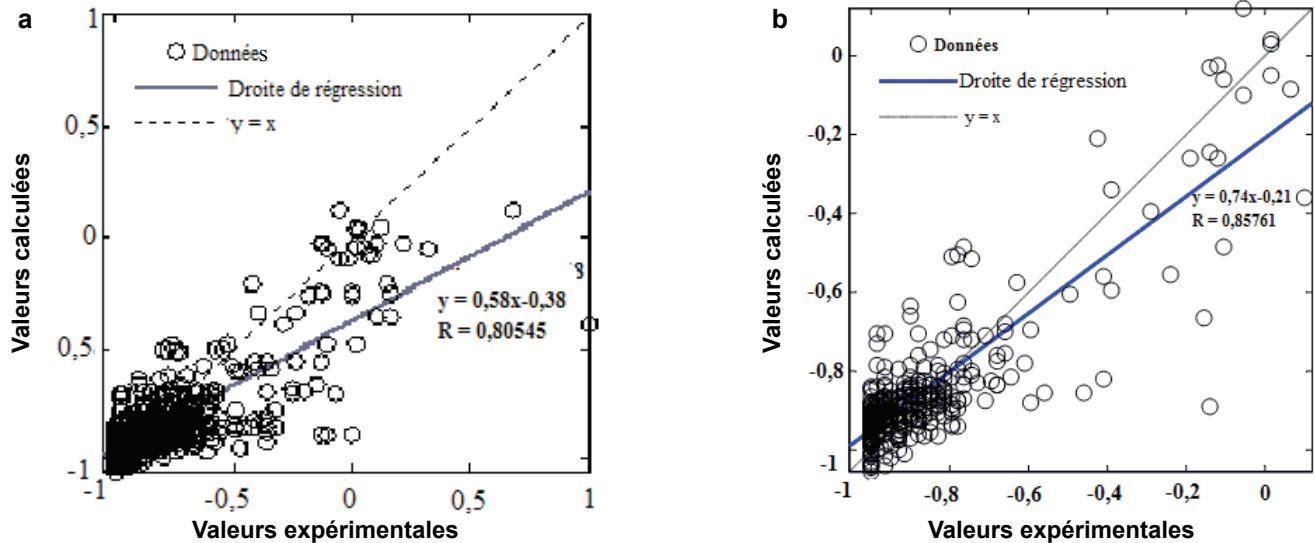 a
Données
Droite de régression
y = x
1
0,5
0
0,5
-1
-1
-0,5
0
0,5
1
y = 0,58x-0,38
R = 0,80545
8
Valeurs calculées
Valeurs expérimentales
b
Données
Droite de régression
y = x
0
-0,2
-0,4
-0,6
-0,8
-1
-1
-0,8
-0,6
-0,4
-0,2
0
y = 0,74x-0,21
R = 0,85761
Valeurs calculées
Valeurs expérimentales